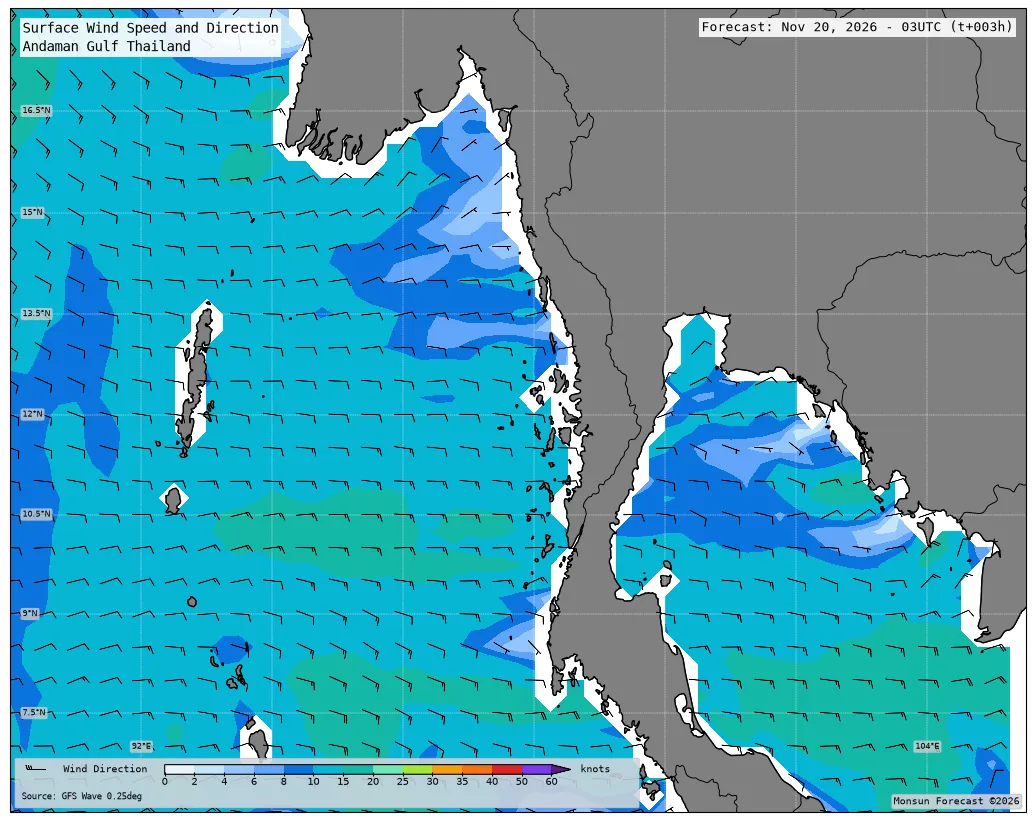 Surface Wind Speed and Direction
Andaman Gulf Thailand
Forecast: Nov 20, 2026 - 03UTC (t+003h)
16.5°N
15°N
13.5°N
12°N
10.5°N
9°N
7.5°N
92°E
104°E
Wind Direction
knots
0 2 4 6 8 10 15 20 25 30 35 40 50 60
Source: GFS Wave 0.25deg
Monsun Forecast ©2026